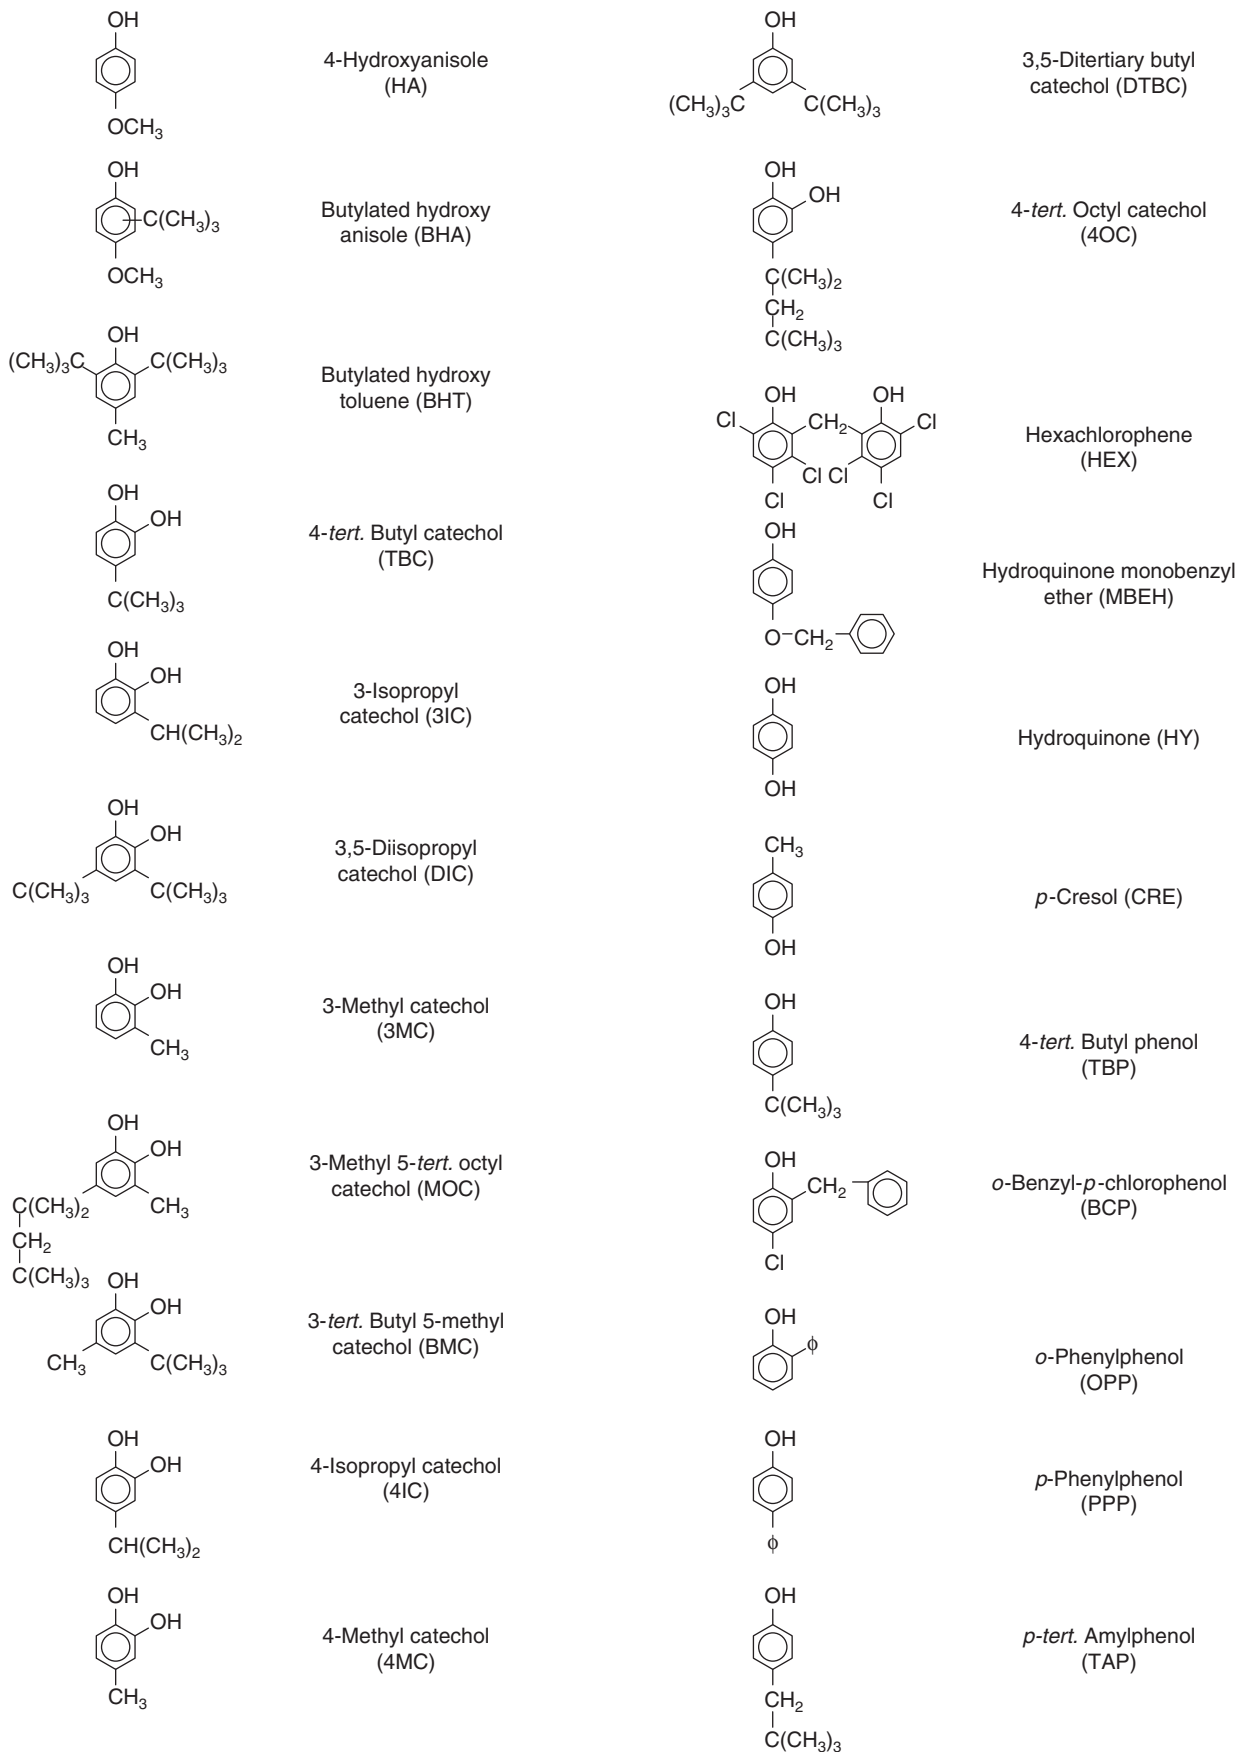 OH
4-Hydroxyanisole
(HA)
OCH3
OH
C(CH3)3
Butylated hydroxy
anisole (BHA)
OCH3
OH
(CH3)3C
C(CH3)3
Butylated hydroxy
toluene (BHT)
CH3
OH
OH
4-tert. Butyl catechol
(TBC)
C(CH3)3
OH
OH
3-Isopropyl
catechol (3IC)
CH(CH3)2
OH
OH
3,5-Diisopropyl
catechol (DIC)
C(CH3)3
C(CH3)3
OH
OH
3-Methyl catechol
(3MC)
CH3
OH
OH
3-Methyl 5-tert. octyl
catechol (MOC)
C(CH3)2
CH3
CH2
C(CH3)3
OH
OH
3-tert. Butyl 5-methyl
catechol (BMC)
CH3
C(CH3)3
OH
OH
4-Isopropyl catechol
(4IC)
CH(CH3)2
OH
OH
4-Methyl catechol
(4MC)
CH3
OH
3,5-Ditertiary butyl
catechol (DTBC)
(CH3)3C
C(CH3)3
OH
OH
4-tert. Octyl catechol
(4OC)
C(CH3)2
CH2
C(CH3)3
OH
OH
Cl
CH2
Cl
Hexachlorophene
(HEX)
Cl
Cl
Cl
Cl
OH
Hydroquinone monobenzyl
ether (MBEH)
O-CH2
OH
Hydroquinone (HY)
OH
CH3
p-Cresol (CRE)
OH
OH
4-tert. Butyl phenol
(TBP)
C(CH3)3
OH
CH2
o-Benzyl-p-chlorophenol
(BCP)
Cl
OH
ϕ
o-Phenylphenol
(OPP)
OH
p-Phenylphenol
(PPP)
ϕ
OH
p-tert. Amylphenol
(TAP)
CH2
C(CH3)3